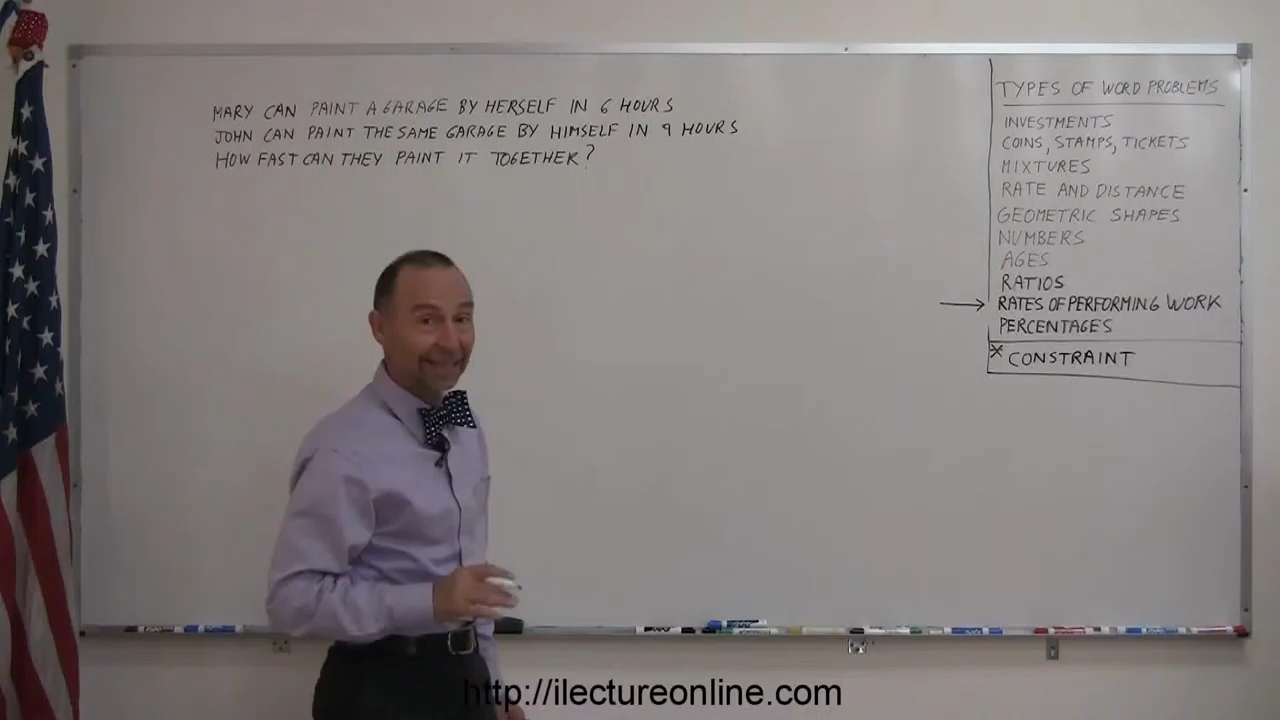 MARY CAN PAINT A GARAGE BY HERSELF IN 6 HOURS
JOHN CAN PAINT THE SAME GARAGE BY HIMSELF IN 9 HOURS
HOW FAST CAN THEY PAINT IT TOGETHER?
TYPES OF WORD PROBLEMS
INVESTMENTS
COINS, STAMPS, TICKETS
MIXTURES
RATE AND DISTANCE
GEOMETRIC SHAPES
NUMBERS
AGES
RATIOS
→ RATES OF PERFORMING WORK
PERCENTAGES
* CONSTRAINT
http://ilectureonline.com